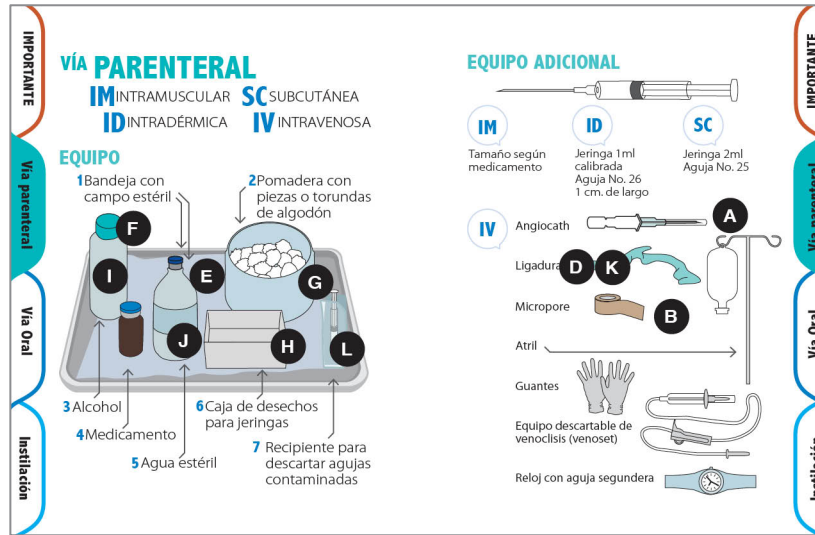 IMPORTANTE
Vía parenteral
Vía Oral
Instilación
VÍA PARENTERAL
IM INTRAMUSCULAR SC SUBCUTÁNEA
ID INTRADÉRMICA IV INTRAVENOSA
EQUIPO
1 Bandeja con
campo estéril
2 Pomadera con
piezas o torundas
de algodón
F
I
E
G
J
H
L
3 Alcohol
4 Medicamento
5 Agua estéril
6 Caja de desechos
para jeringas
7 Recipiente para
descartar agujas
contaminadas
EQUIPO ADICIONAL
IM
Tamaño según
medicamento
ID
Jeringa 1ml
calibrada
Aguja No. 26
1 cm. de largo
SC
Jeringa 2ml
Aguja No. 25
IV
Angiocath
A
Ligadura
D
K
Micropore
B
Atril
Guantes
Equipo descartable de
venoclisis (venoset)
Reloj con aguja segundera
IMPORTANTE
Vía parenteral
Vía Oral
Instilación